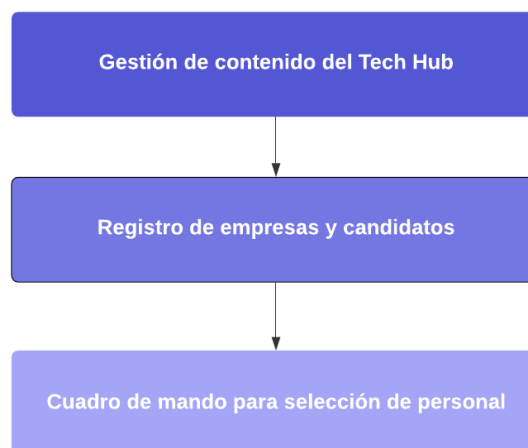 Gestión de contenido del Tech Hub
Registro de empresas y candidatos
Cuadro de mando para selección de personal